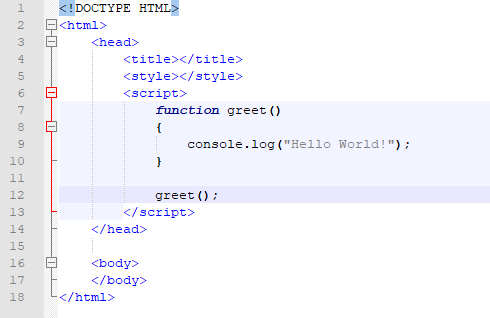 1 <!DOCTYPE HTML>
2 <html>
3 <head>
4 <title></title>
5 <style></style>
6 <script>
7 function greet()
8 {
9 console.log("Hello World!");
10 }
11
12 greet();
13 </script>
14 </head>
15
16 <body>
17 </body>
18 </html>